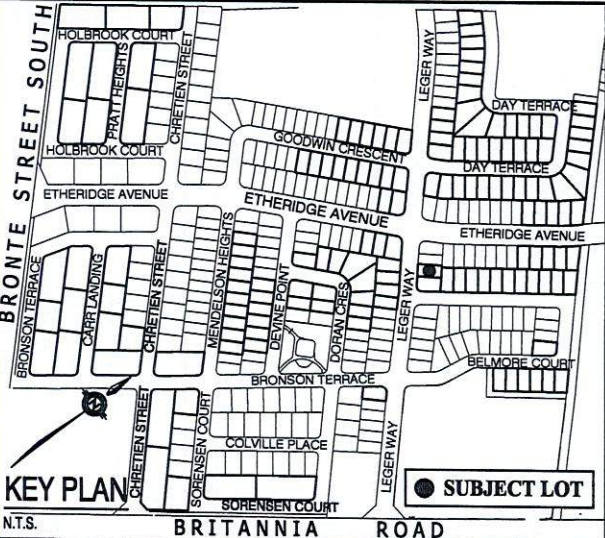 HOLBROOK COURT
BRONTE STREET SOUTH
PRATT HEIGHTS
CHRETIEN STREET
LEGER WAY
DAY TERRACE
GOODWIN CRESCENT
HOLBROOK COURT
DAY TERRACE
ETHERIDGE AVENUE
ETHERIDGE AVENUE
ETHERIDGE AVENUE
BRONSON TERRACE
CARR LANDING
CHRETIEN STREET
MENDELSON HEIGHTS
DEVINE POINT
DORAN CRES
LEGER WAY
BELMORE COURT
BRONSON TERRACE
N
CHRETIEN STREET
SORENSEN COURT
COLVILLE PLACE
LEGER WAY
KEY PLAN
SUBJECT LOT
SORENSEN COURT
N.T.S.
BRITANNIA ROAD